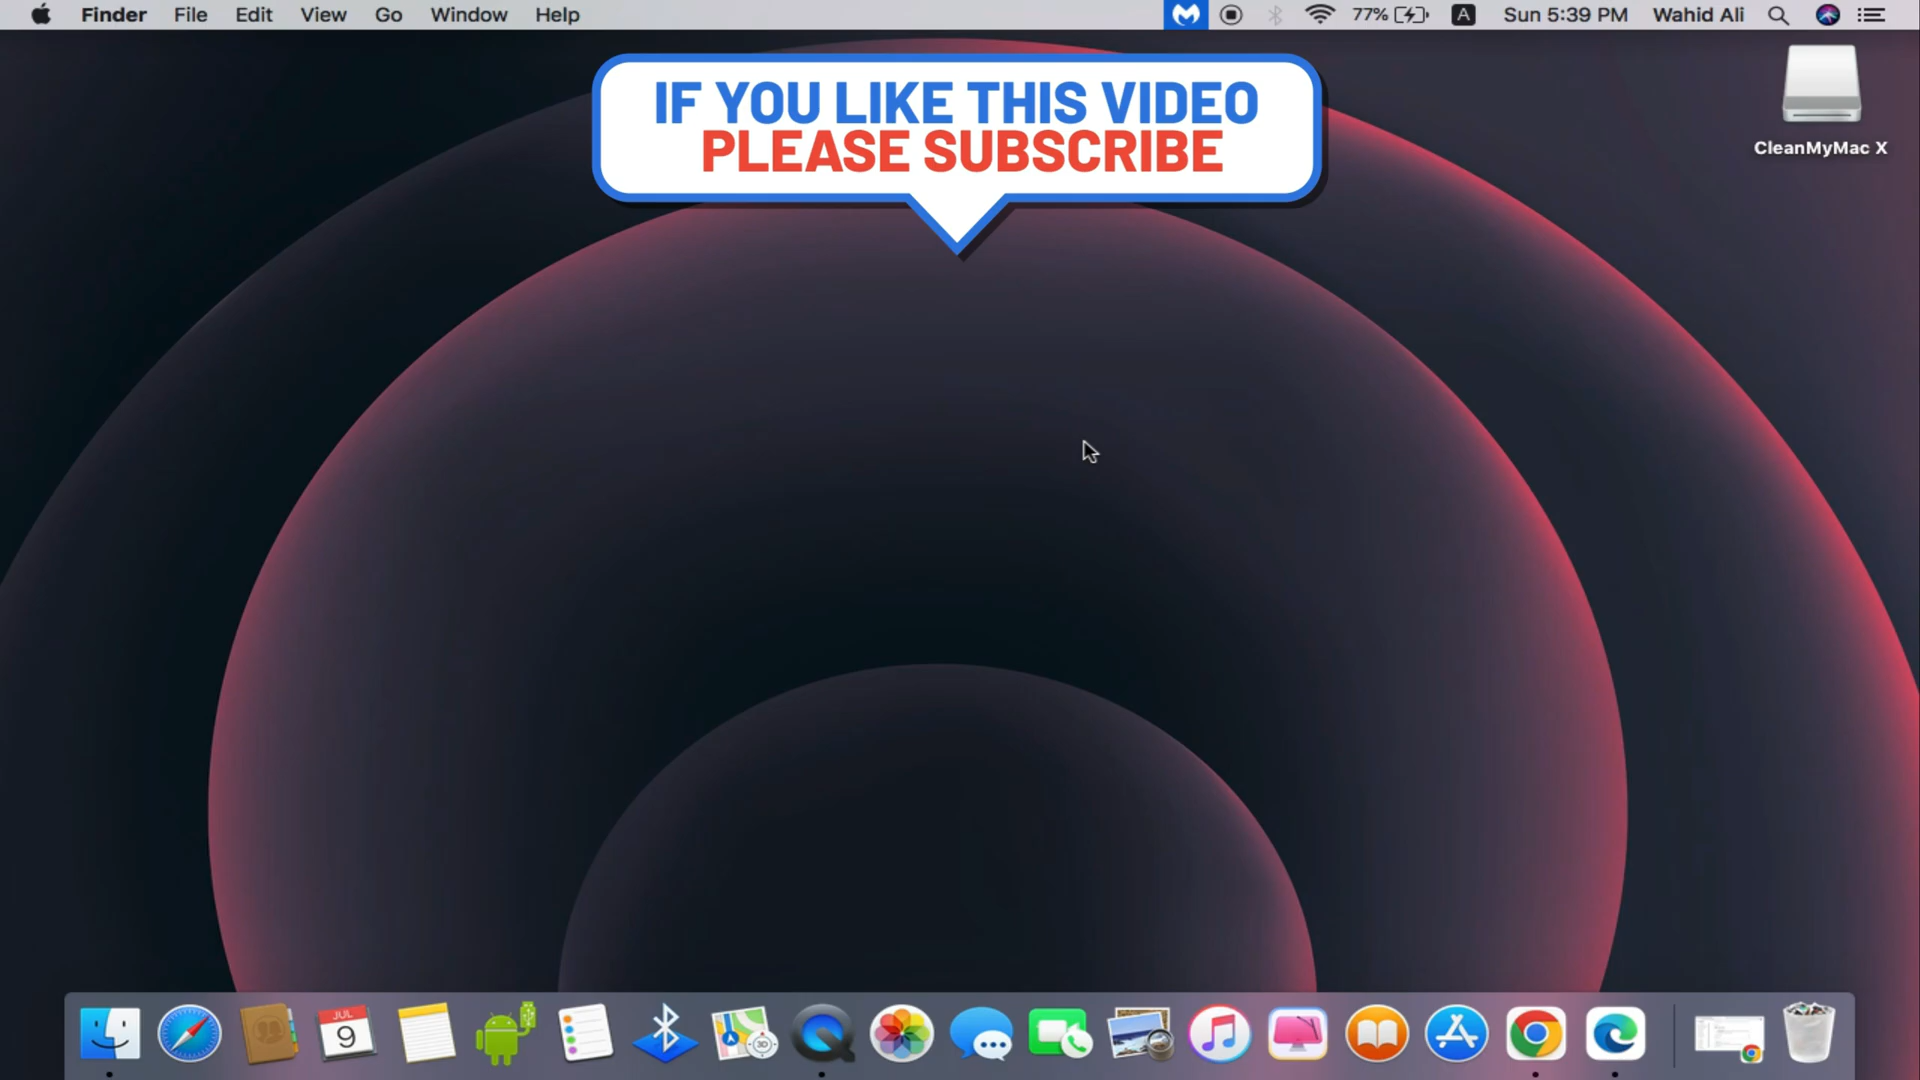 Finder File Edit View Go Window Help 77% A Sun 5:39 PM Wahid Ali
IF YOU LIKE THIS VIDEO
PLEASE SUBSCRIBE
CleanMyMac X
JUL
9
3D